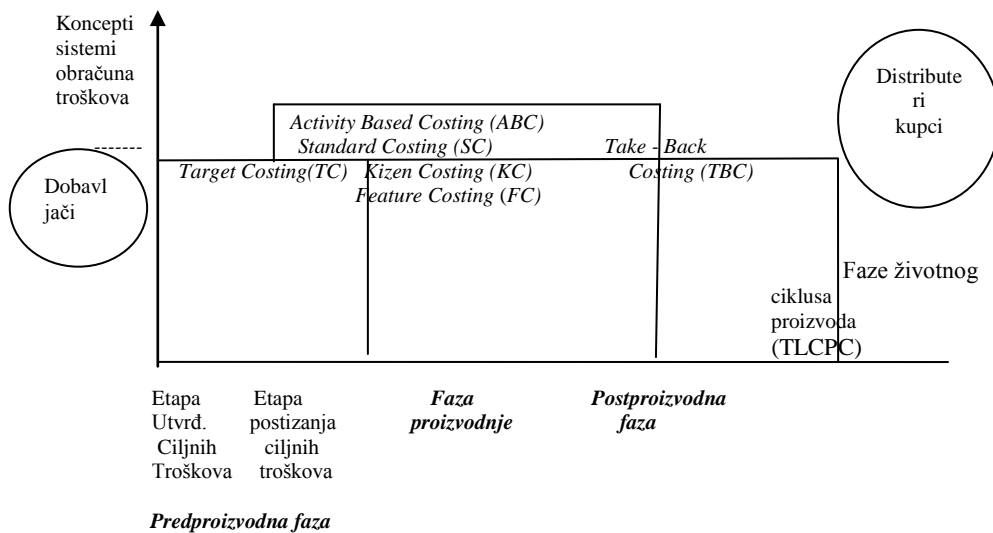 Koncepti
sistemi
obračuna
troškova
Distribute
ri
kupci
Activity Based Costing (ABC)
Standard Costing (SC)
Take - Back
Dobavl
jači
Target Costing(TC)
Kizen Costing (KC)
Costing (TBC)
Feature Costing (FC)
Faze životnog
ciklusa
proizvoda
(TLCPC)
Etapa
Utvrđ.
Ciljnih
Troškova
Etapa
postizanja
ciljnih
troškova
Faza
proizvodnje
Postproizvodna
faza
Predproizvodna faza